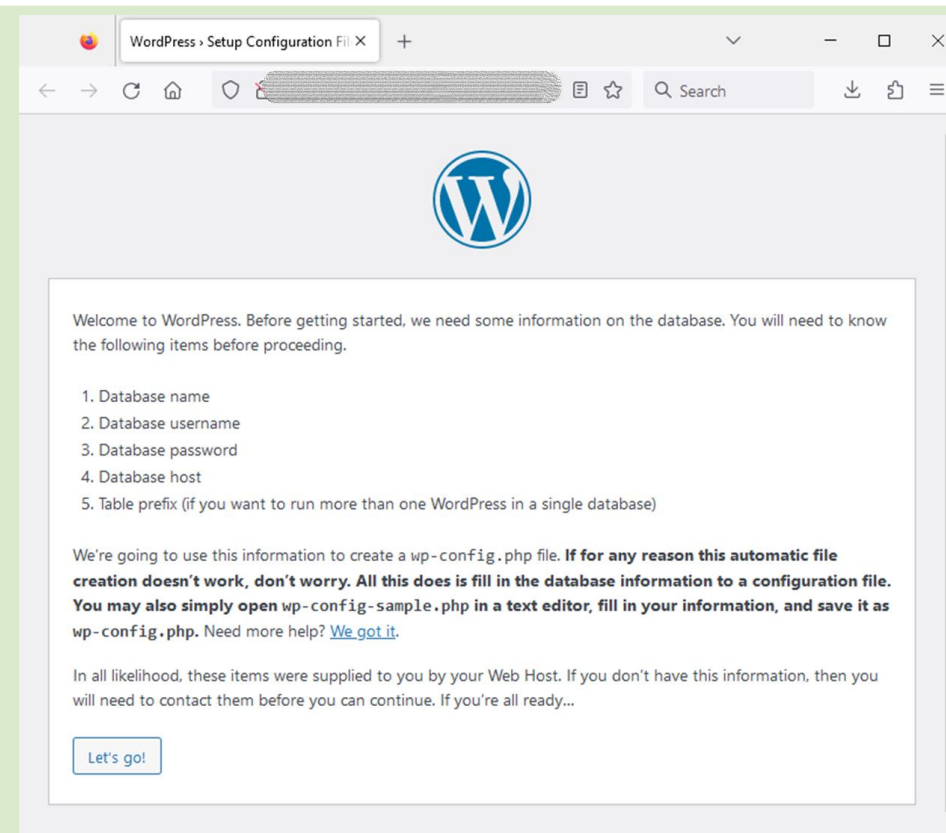 WordPress › Setup Configuration Fil
Search
Welcome to WordPress. Before getting started, we need some information on the database. You will need to know
the following items before proceeding.
1. Database name
2. Database username
3. Database password
4. Database host
5. Table prefix (if you want to run more than one WordPress in a single database)
We're going to use this information to create a wp-config.php file. If for any reason this automatic file
creation doesn't work, don't worry. All this does is fill in the database information to a configuration file.
You may also simply open wp-config-sample.php in a text editor, fill in your information, and save it as
wp-config.php. Need more help? We got it.
In all likelihood, these items were supplied to you by your Web Host. If you don't have this information, then you
will need to contact them before you can continue. If you're all ready...
Let's go!